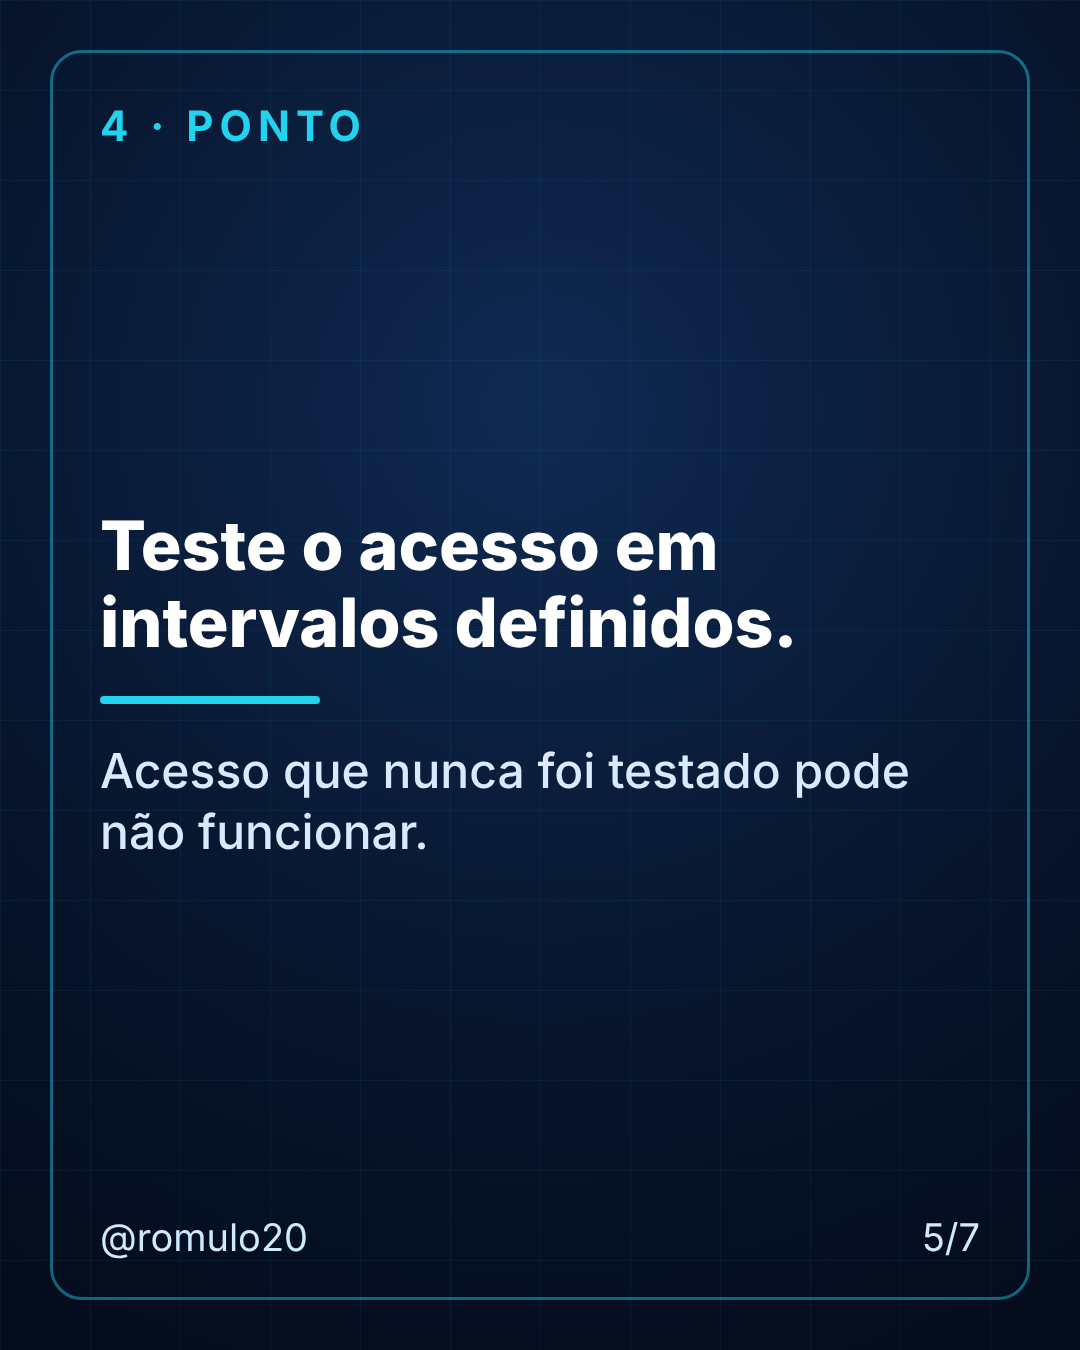 4 · PONTO
Teste o acesso em
intervalos definidos.
Acesso que nunca foi testado pode
não funcionar.
@romulo20
5/7